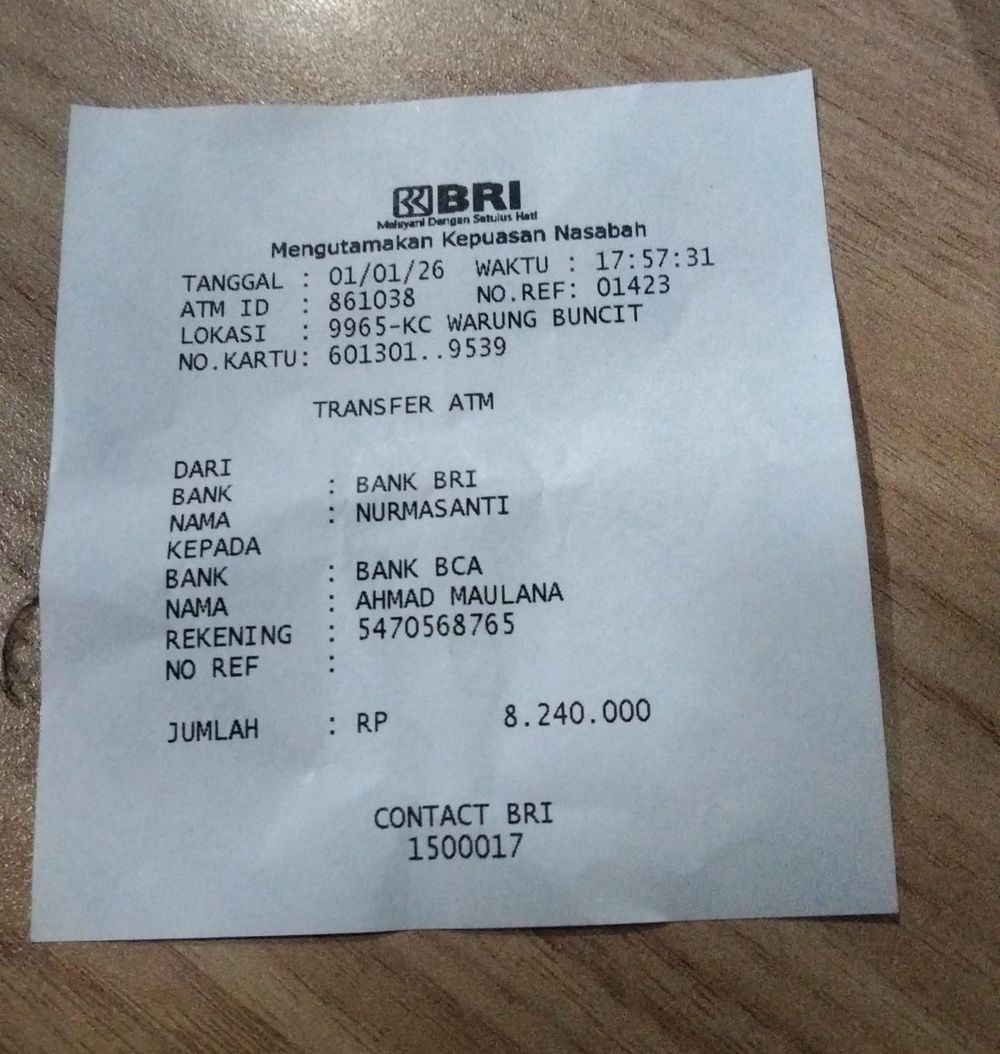 BRI
Melayani Dengan Setulus Hati
Mengutamakan Kepuasan Nasabah
TANGGAL : 01/01/26 WAKTU : 17:57:31
ATM ID : 861038 NO.REF: 01423
LOKASI : 9965-KC WARUNG BUNCIT
NO.KARTU: 601301..9539
TRANSFER ATM
DARI
BANK : BANK BRI
NAMA : NURMASANTI
KEPADA
BANK : BANK BCA
NAMA : AHMAD MAULANA
REKENING : 5470568765
NO REF :
JUMLAH : RP 8.240.000
CONTACT BRI
1500017